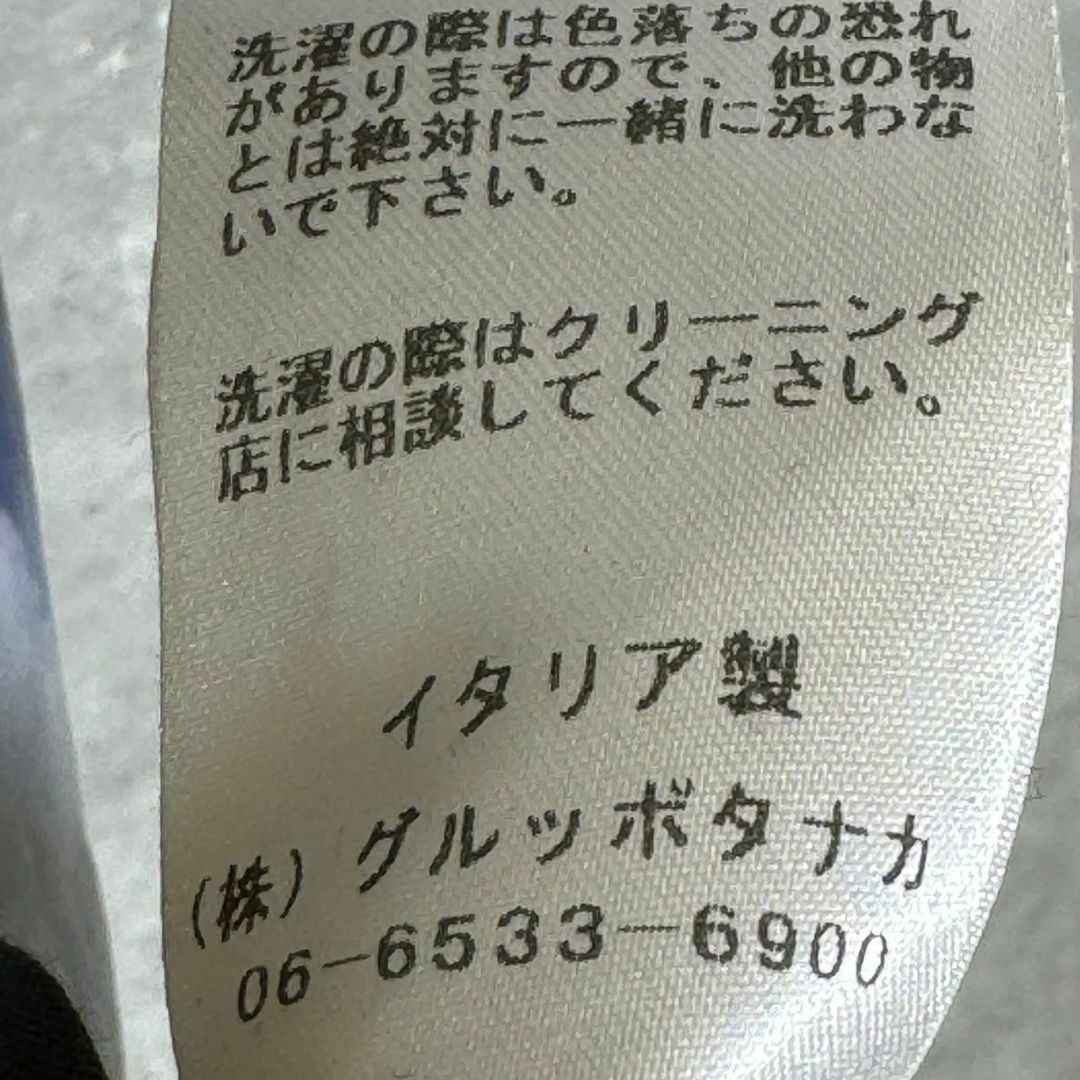 洗濯の際は色落ちの恐れ
がありますので、他の物
とは絶対に一緒に洗わな
いで下さい。
洗濯の際はクリーニング
店に相談してください。
イタリア製
(株)グルッポタナカ
06-6533-6900